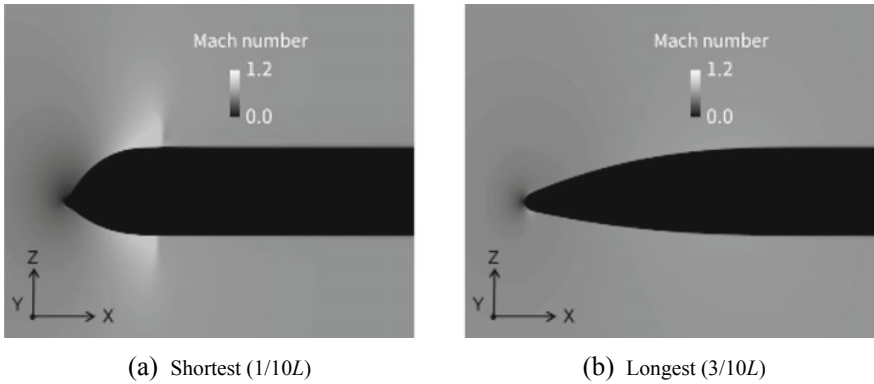 Mach number
1.2
0.0
Z
Y
X
Mach number
1.2
0.0
Z
Y
X
(a) Shortest (1/10L)
(b) Longest (3/10L)